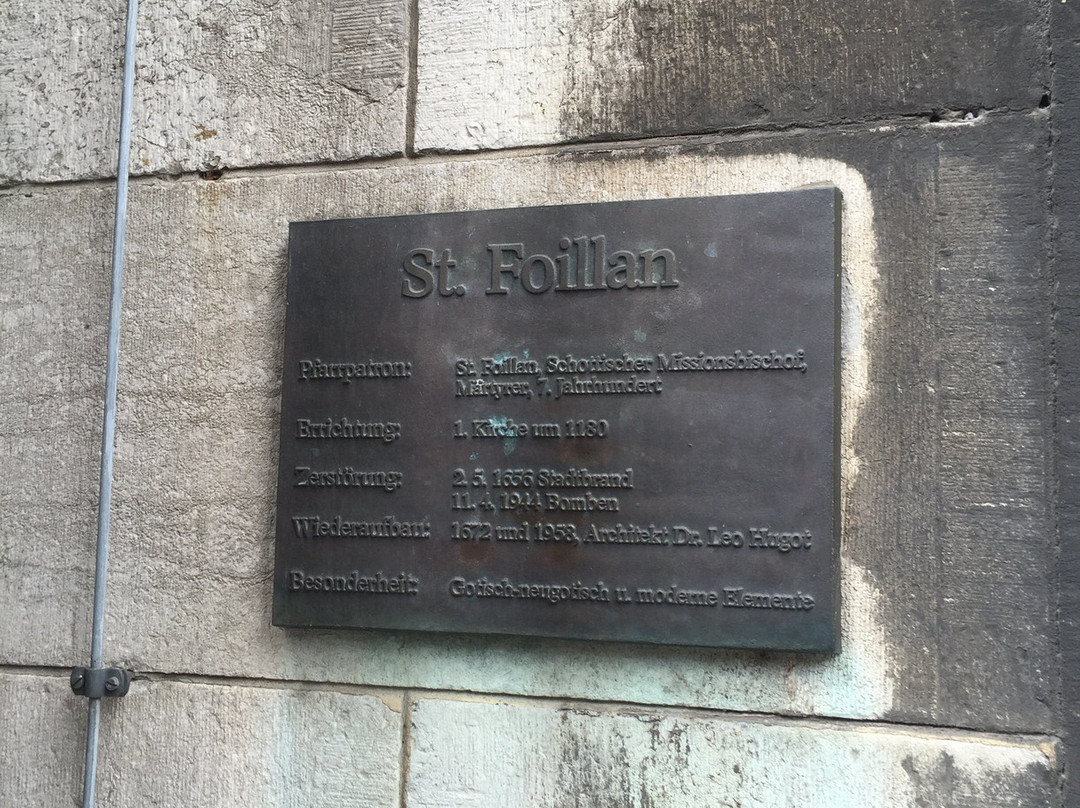 St. Foillan
Pfarrpatron: St. Foillan, Schottischer Missionsbischof,
Märtyrer, 7. Jahrhundert
Errichtung: 1. Kirche um 1180
Zerstörung: 2. 5. 1656 Stadtbrand
11. 4. 1944 Bomben
Wiederaufbau: 1672 und 1958, Architekt Dr. Leo Hugot
Besonderheit: Gotisch-neugotisch u. moderne Elemente